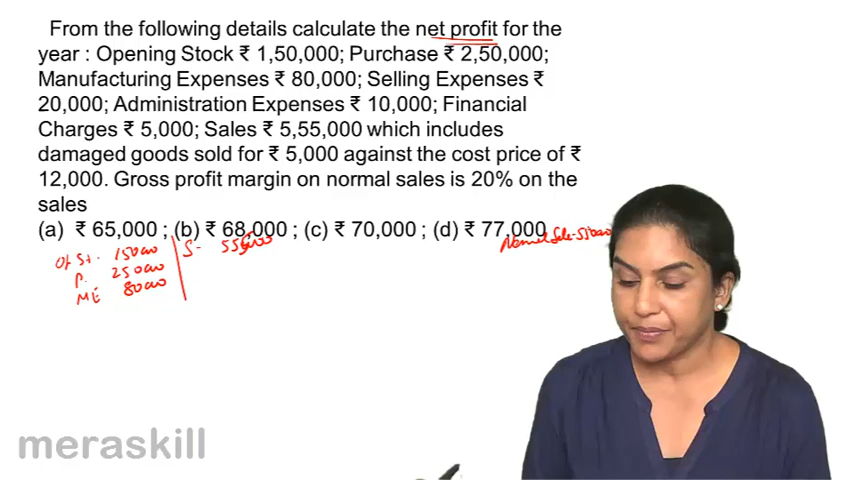 From the following details calculate the net profit for the
year : Opening Stock ₹ 1,50,000; Purchase ₹ 2,50,000;
Manufacturing Expenses ₹ 80,000; Selling Expenses ₹
20,000; Administration Expenses ₹ 10,000; Financial
Charges ₹ 5,000; Sales ₹ 5,55,000 which includes
damaged goods sold for ₹ 5,000 against the cost price of ₹
12,000. Gross profit margin on normal sales is 20% on the
sales
(a) ₹ 65,000 ; (b) ₹ 68,000 ; (c) ₹ 70,000 ; (d) ₹ 77,000
Normal Sale - 550000
Op St. 150000 S- 555000
P. 250000
ME 80000
meraskill